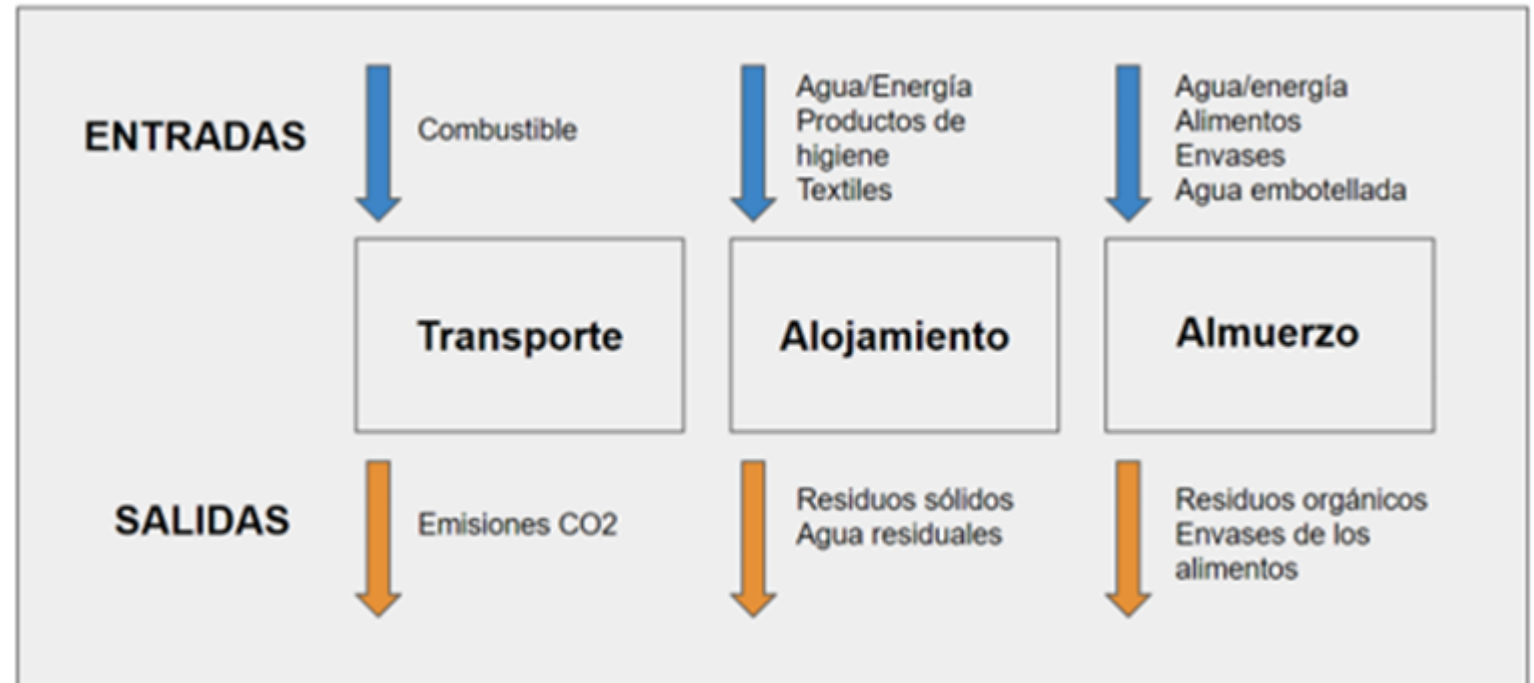 ENTRADAS
Combustible
Agua/Energía
Productos de
higiene
Textiles
Agua/energía
Alimentos
Envases
Agua embotellada
Transporte
Alojamiento
Almuerzo
SALIDAS
Emisiones CO2
Residuos sólidos
Agua residuales
Residuos orgánicos
Envases de los
alimentos